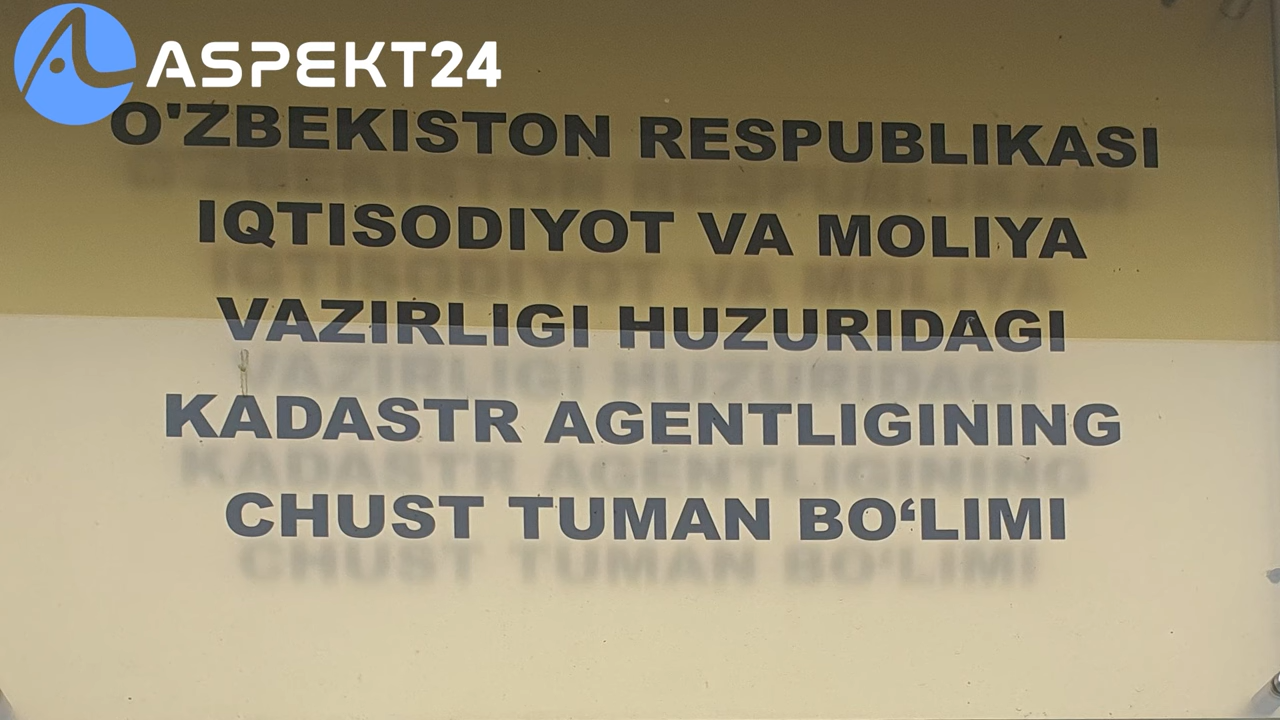 ASPEKT24
O'ZBEKISTON RESPUBLIKASI
IQTISODIYOT VA MOLIYA
VAZIRLIGI HUZURIDAGI
KADASTR AGENTLIGINING
CHUST TUMAN BO‘LIMI